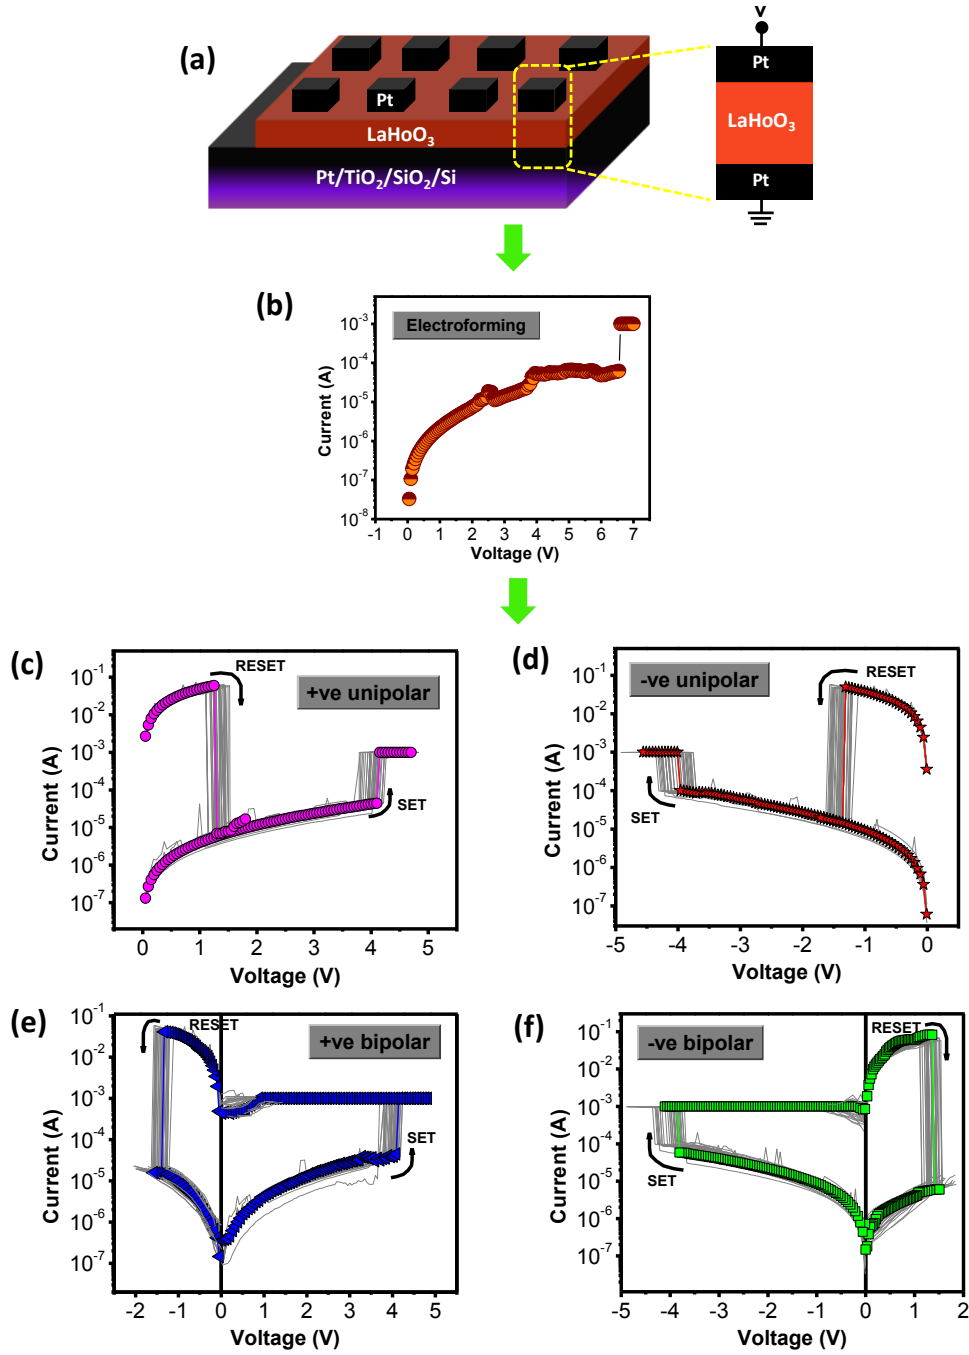 (a)
V
Pt
LaHoO3
Pt
Pt
LaHoO3
Pt/TiO2/SiO2/Si
(b)
Electroforming
Current (A)
10-3
10-4
10-5
10-6
10-7
10-8
-1 0 1 2 3 4 5 6 7
Voltage (V)
(c)
RESET
+ve unipolar
SET
Current (A)
10-1
10-2
10-3
10-4
10-5
10-6
10-7
0 1 2 3 4 5
Voltage (V)
(d)
-ve unipolar
RESET
SET
Current (A)
10-1
10-2
10-3
10-4
10-5
10-6
10-7
-5 -4 -3 -2 -1 0
Voltage (V)
(e)
RESET
+ve bipolar
SET
Current (A)
10-1
10-2
10-3
10-4
10-5
10-6
10-7
-2 -1 0 1 2 3 4 5
Voltage (V)
(f)
-ve bipolar
RESET
SET
Current (A)
10-1
10-2
10-3
10-4
10-5
10-6
10-7
-5 -4 -3 -2 -1 0 1 2
Voltage (V)